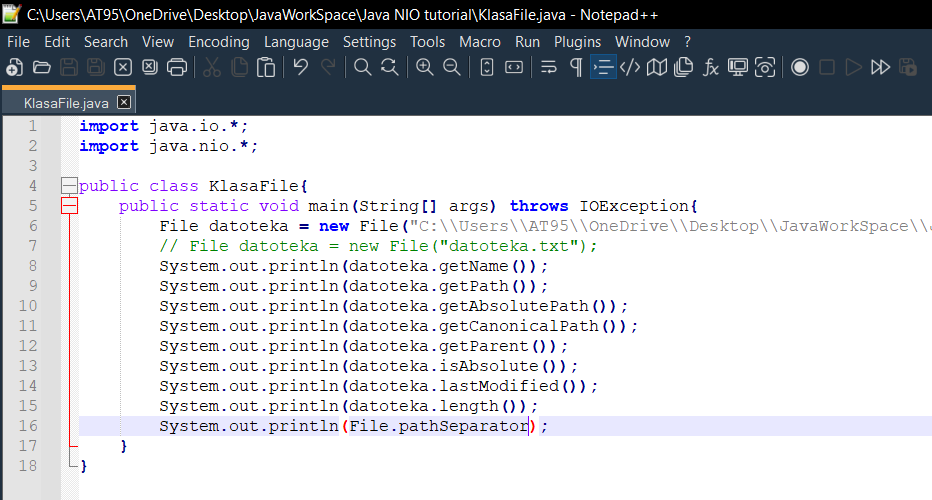 C:\Users\AT95\OneDrive\Desktop\JavaWorkSpace\Java NIO tutorial\KlasaFile.java - Notepad++
File Edit Search View Encoding Language Settings Tools Macro Run Plugins Window ?
KlasaFile.java
1 import java.io.*;
2 import java.nio.*;
3
4 public class KlasaFile{
5 public static void main(String[] args) throws IOException{
6 File datoteka = new File("C:\\Users\\AT95\\OneDrive\\Desktop\\JavaWorkSpace\\
7 // File datoteka = new File("datoteka.txt");
8 System.out.println(datoteka.getName());
9 System.out.println(datoteka.getPath());
10 System.out.println(datoteka.getAbsolutePath());
11 System.out.println(datoteka.getCanonicalPath());
12 System.out.println(datoteka.getParent());
13 System.out.println(datoteka.isAbsolute());
14 System.out.println(datoteka.lastModified());
15 System.out.println(datoteka.length());
16 System.out.println(File.pathSeparator);
17 }
18 }